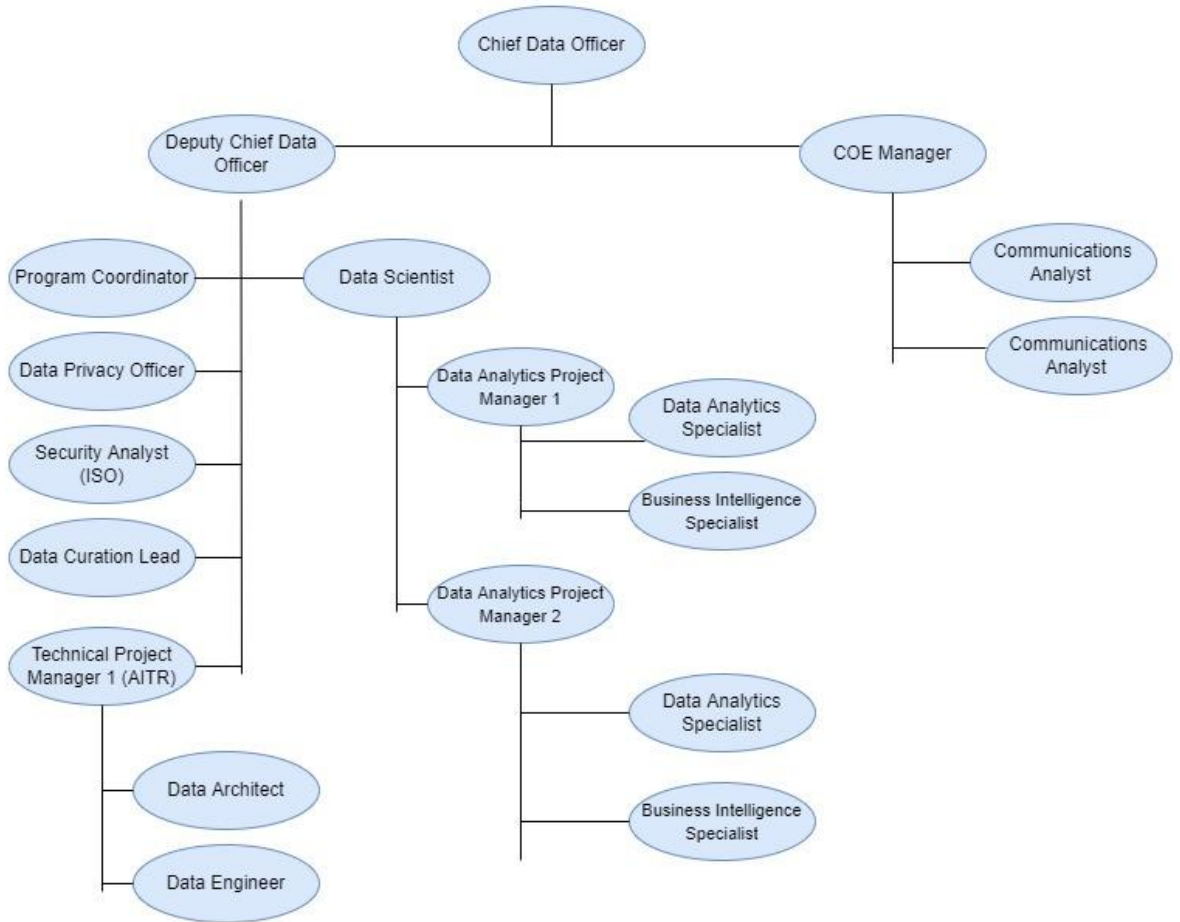 Chief Data Officer
Deputy Chief Data
Officer
COE Manager
Program Coordinator
Data Scientist
Communications
Analyst
Data Privacy Officer
Communications
Analyst
Data Analytics Project
Manager 1
Data Analytics
Specialist
Security Analyst
(ISO)
Business Intelligence
Specialist
Data Curation Lead
Data Analytics Project
Manager 2
Technical Project
Manager 1 (AITR)
Data Analytics
Specialist
Data Architect
Business Intelligence
Specialist
Data Engineer